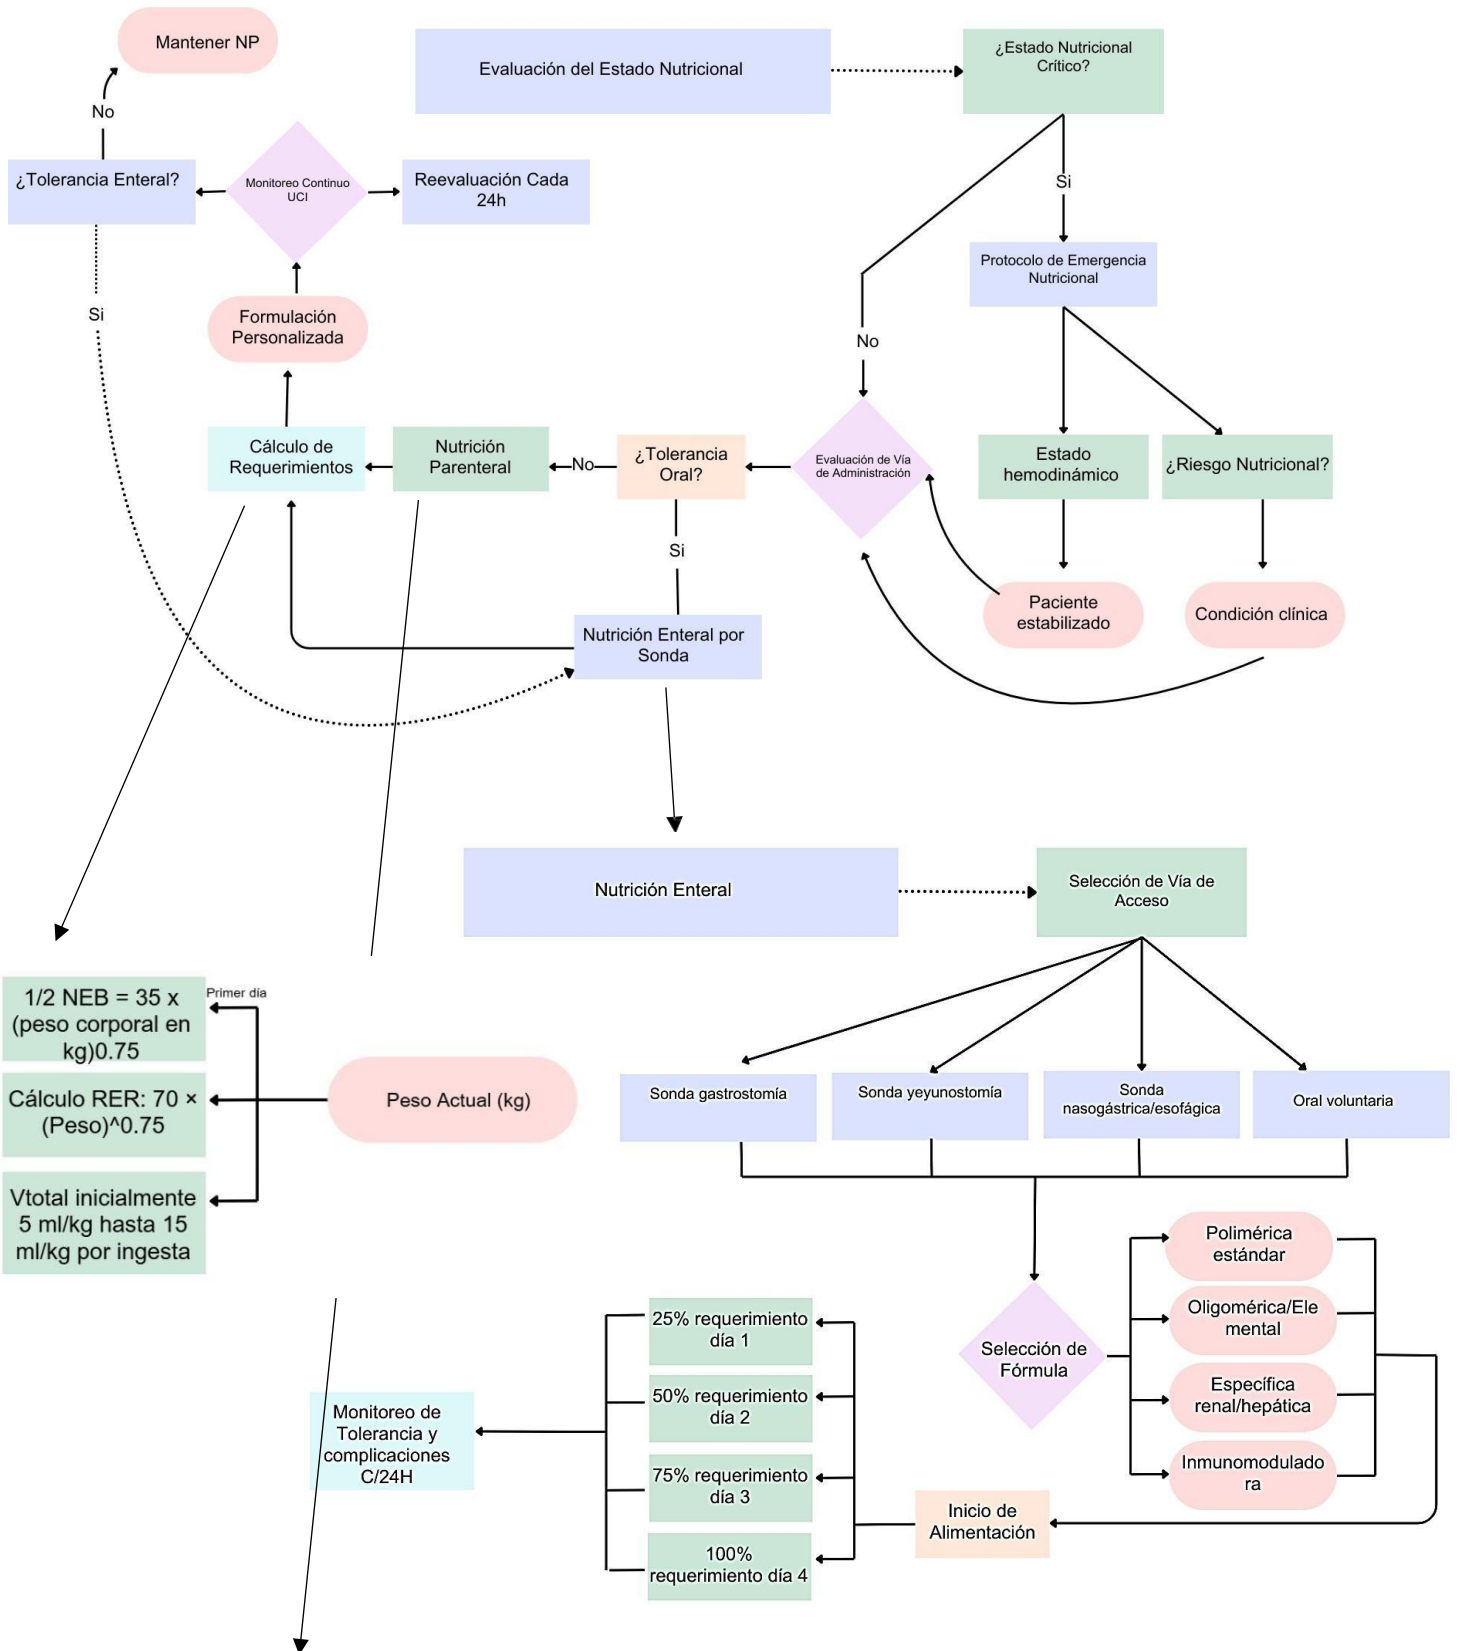 Mantener NP
Evaluación del Estado Nutricional
¿Estado Nutricional
Crítico?
No
¿Tolerancia Enteral?
Monitoreo Continuo
UCI
Reevaluación Cada
24h
Si
Protocolo de Emergencia
Nutricional
Si
Formulación
Personalizada
No
Cálculo de
Requerimientos
Nutrición
Parenteral
No
¿Tolerancia
Oral?
Evaluación de Vía
de Administración
Estado
hemodinámico
¿Riesgo Nutricional?
Si
Paciente
estabilizado
Condición clínica
Nutrición Enteral por
Sonda
Nutrición Enteral
Selección de Vía de
Acceso
1/2 NEB = 35 x
(peso corporal en
kg)0.75
Primer día
Cálculo RER: 70 ×
(Peso)^0.75
Peso Actual (kg)
Vtotal inicialmente
5 ml/kg hasta 15
ml/kg por ingesta
Sonda gastrostomía
Sonda yeyunostomía
Sonda
nasogástrica/esofágica
Oral voluntaria
Polimérica
estándar
Oligomérica/Ele
mental
Selección de
Fórmula
Específica
renal/hepática
Inmunomodulado
ra
25% requerimiento
día 1
50% requerimiento
día 2
75% requerimiento
día 3
100%
requerimiento día 4
Monitoreo de
Tolerancia y
complicaciones
C/24H
Inicio de
Alimentación